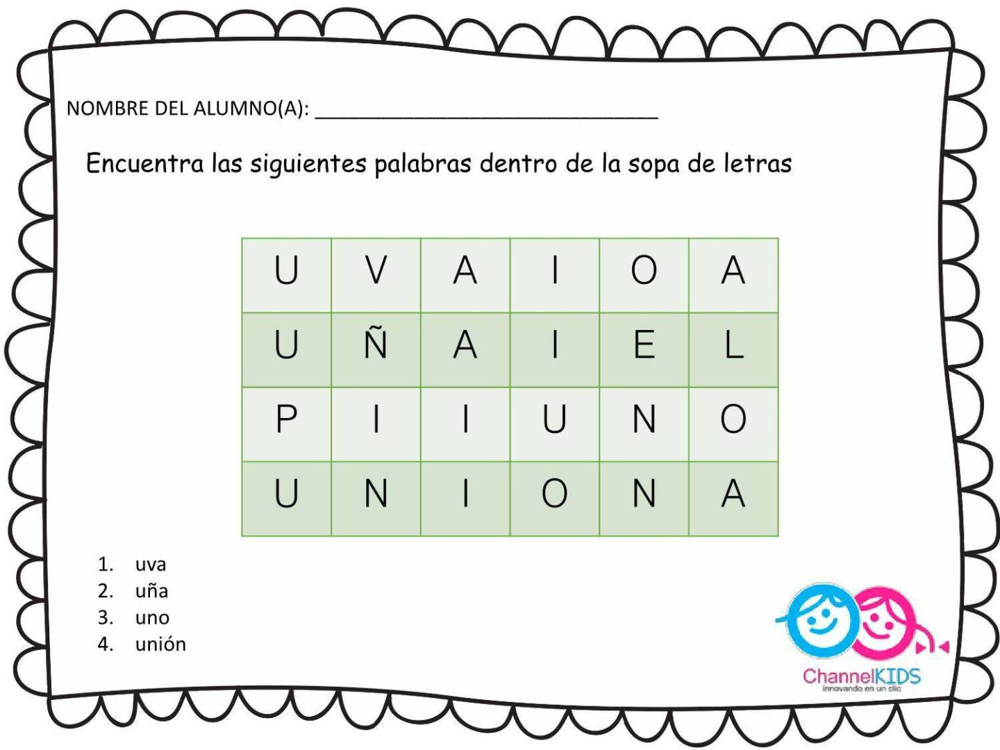 NOMBRE DEL ALUMNO(A): _______________________________
Encuentra las siguientes palabras dentro de la sopa de letras
U V A I O A
U Ñ A I E L
P I I U N O
U N I O N A
1. uva
2. uña
3. uno
4. unión
ChannelKIDS
innovando en un clic